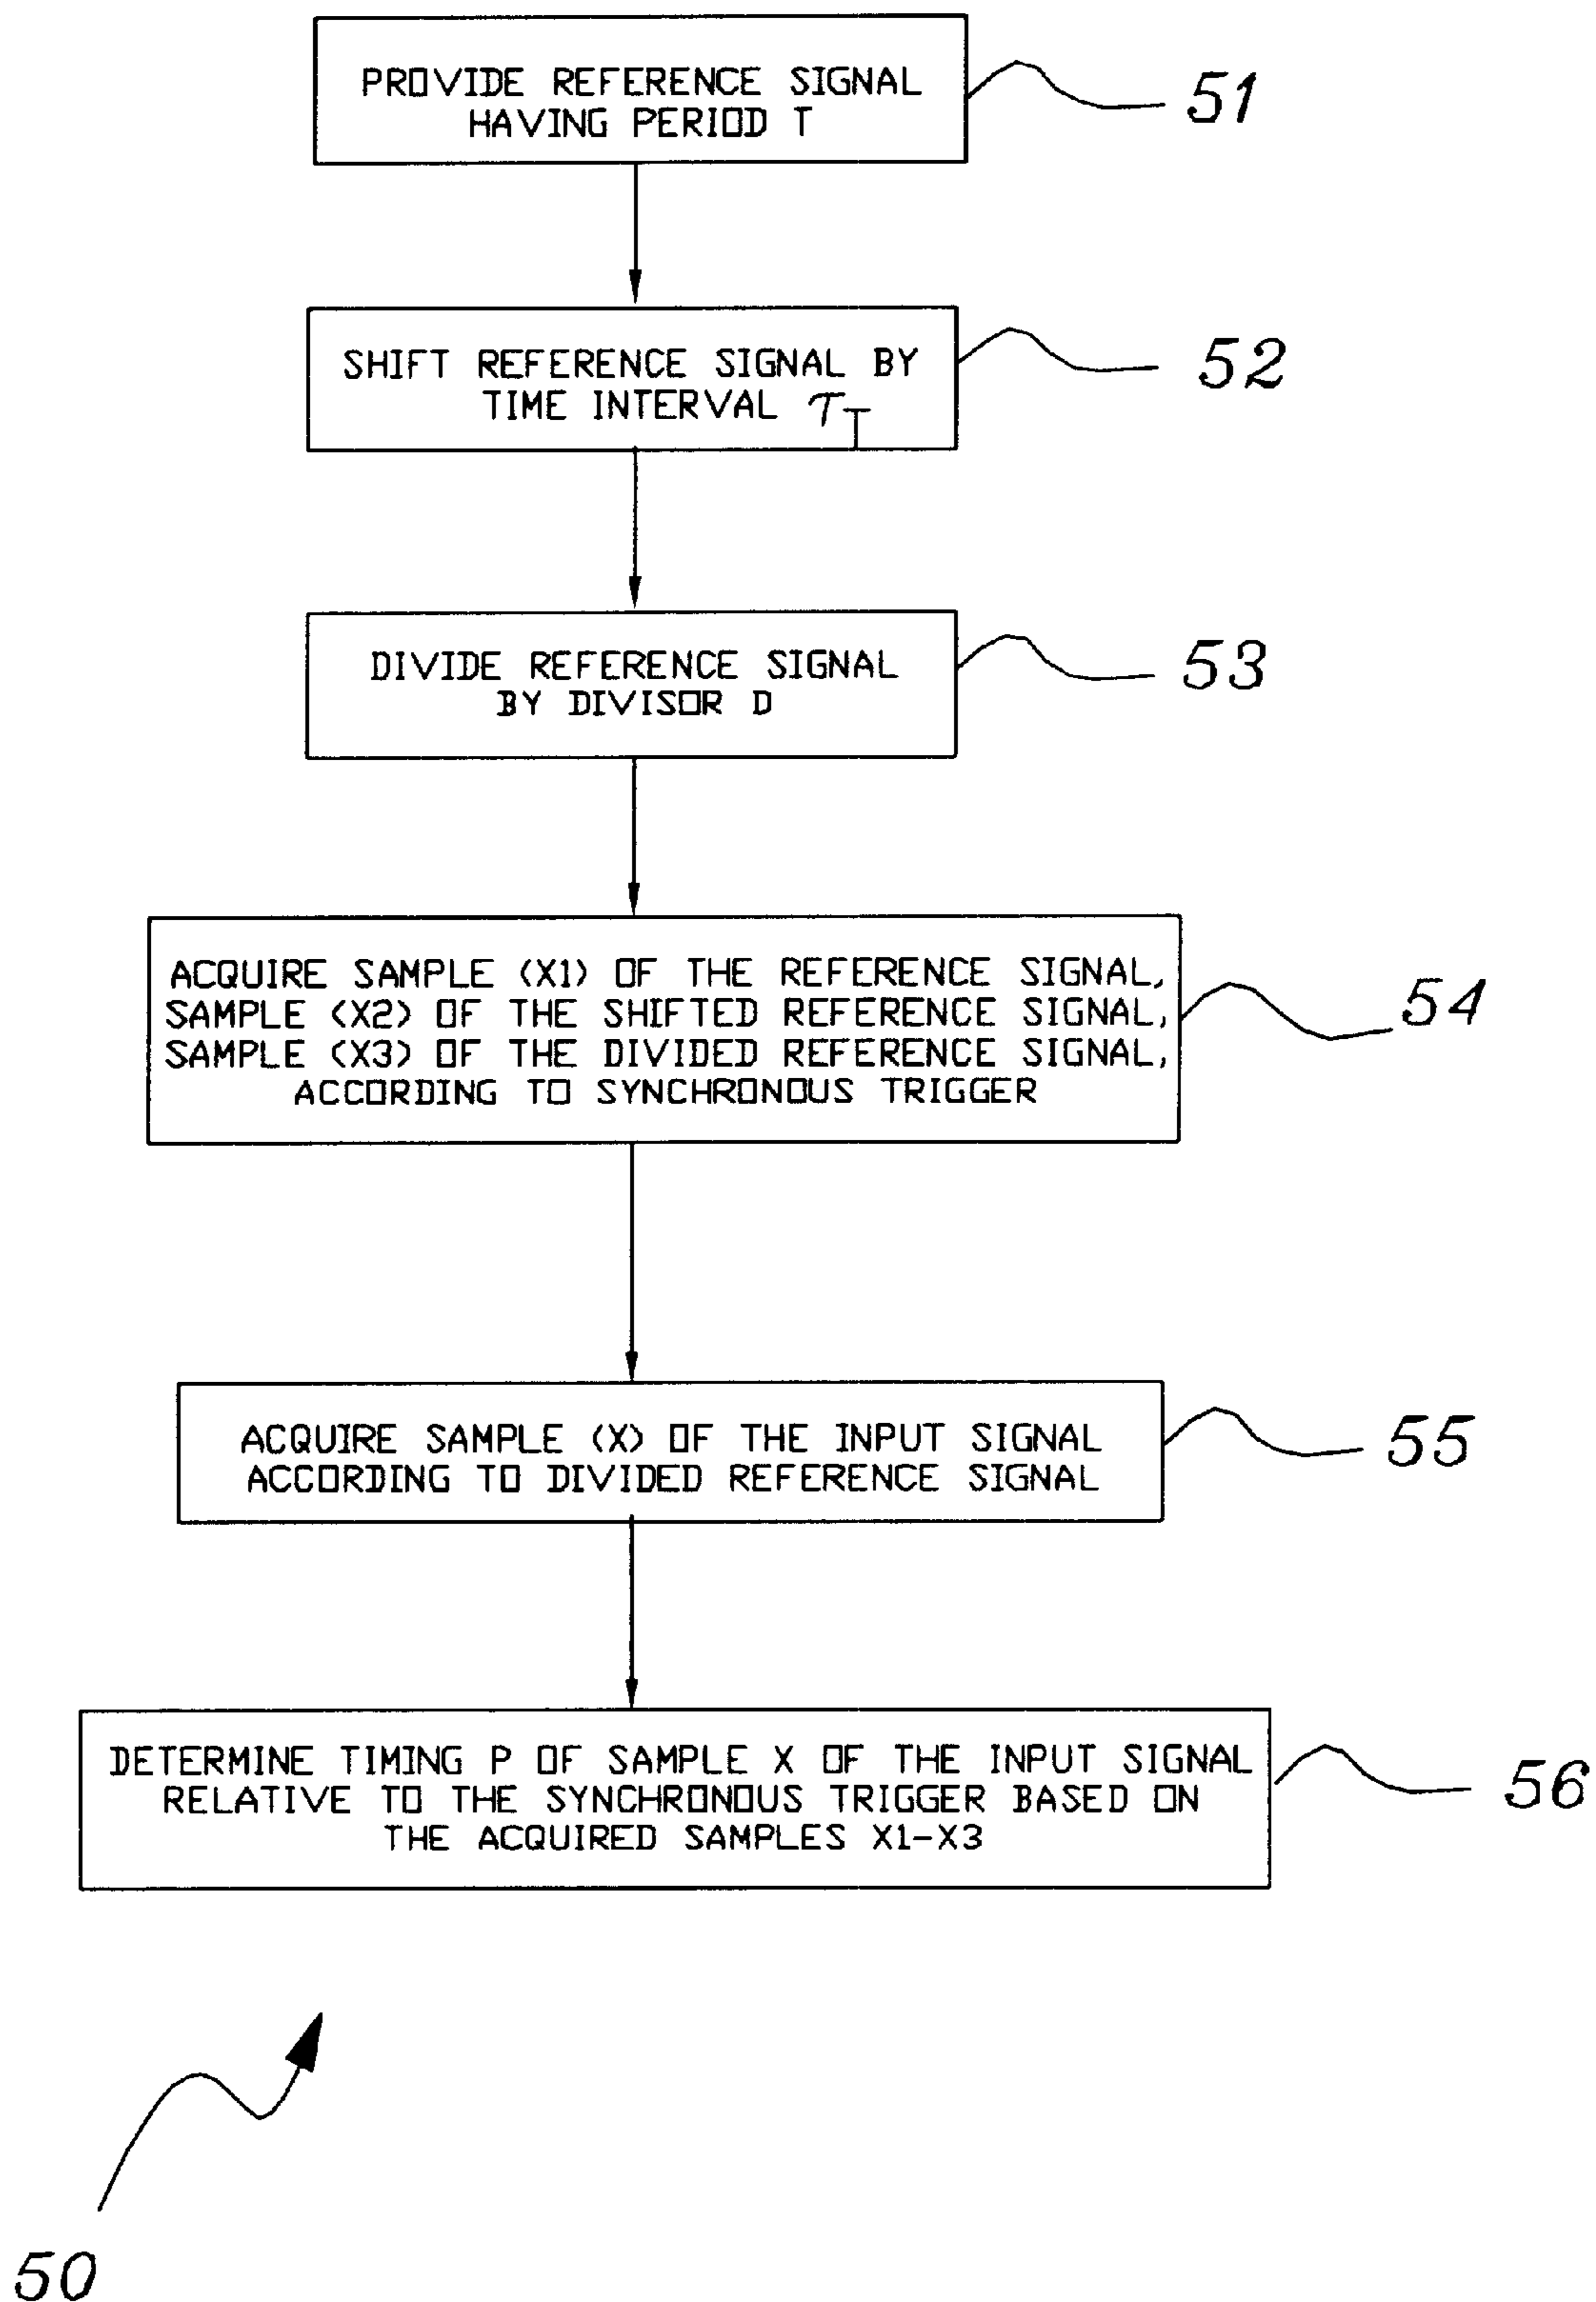 PROVIDE REFERENCE SIGNAL
HAVING PERIOD T
51
SHIFT REFERENCE SIGNAL BY
TIME INTERVAL τT
52
DIVIDE REFERENCE SIGNAL
BY DIVISOR D
53
ACQUIRE SAMPLE (X1) OF THE REFERENCE SIGNAL,
SAMPLE (X2) OF THE SHIFTED REFERENCE SIGNAL,
SAMPLE (X3) OF THE DIVIDED REFERENCE SIGNAL,
ACCORDING TO SYNCHRONOUS TRIGGER
54
ACQUIRE SAMPLE (X) OF THE INPUT SIGNAL
ACCORDING TO DIVIDED REFERENCE SIGNAL
55
DETERMINE TIMING P OF SAMPLE X OF THE INPUT SIGNAL
RELATIVE TO THE SYNCHRONOUS TRIGGER BASED ON
THE ACQUIRED SAMPLES X1-X3
56
50